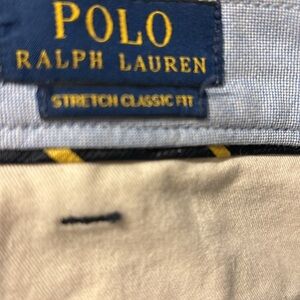 POLO
RALPH LAUREN
STRETCH CLASSIC FIT